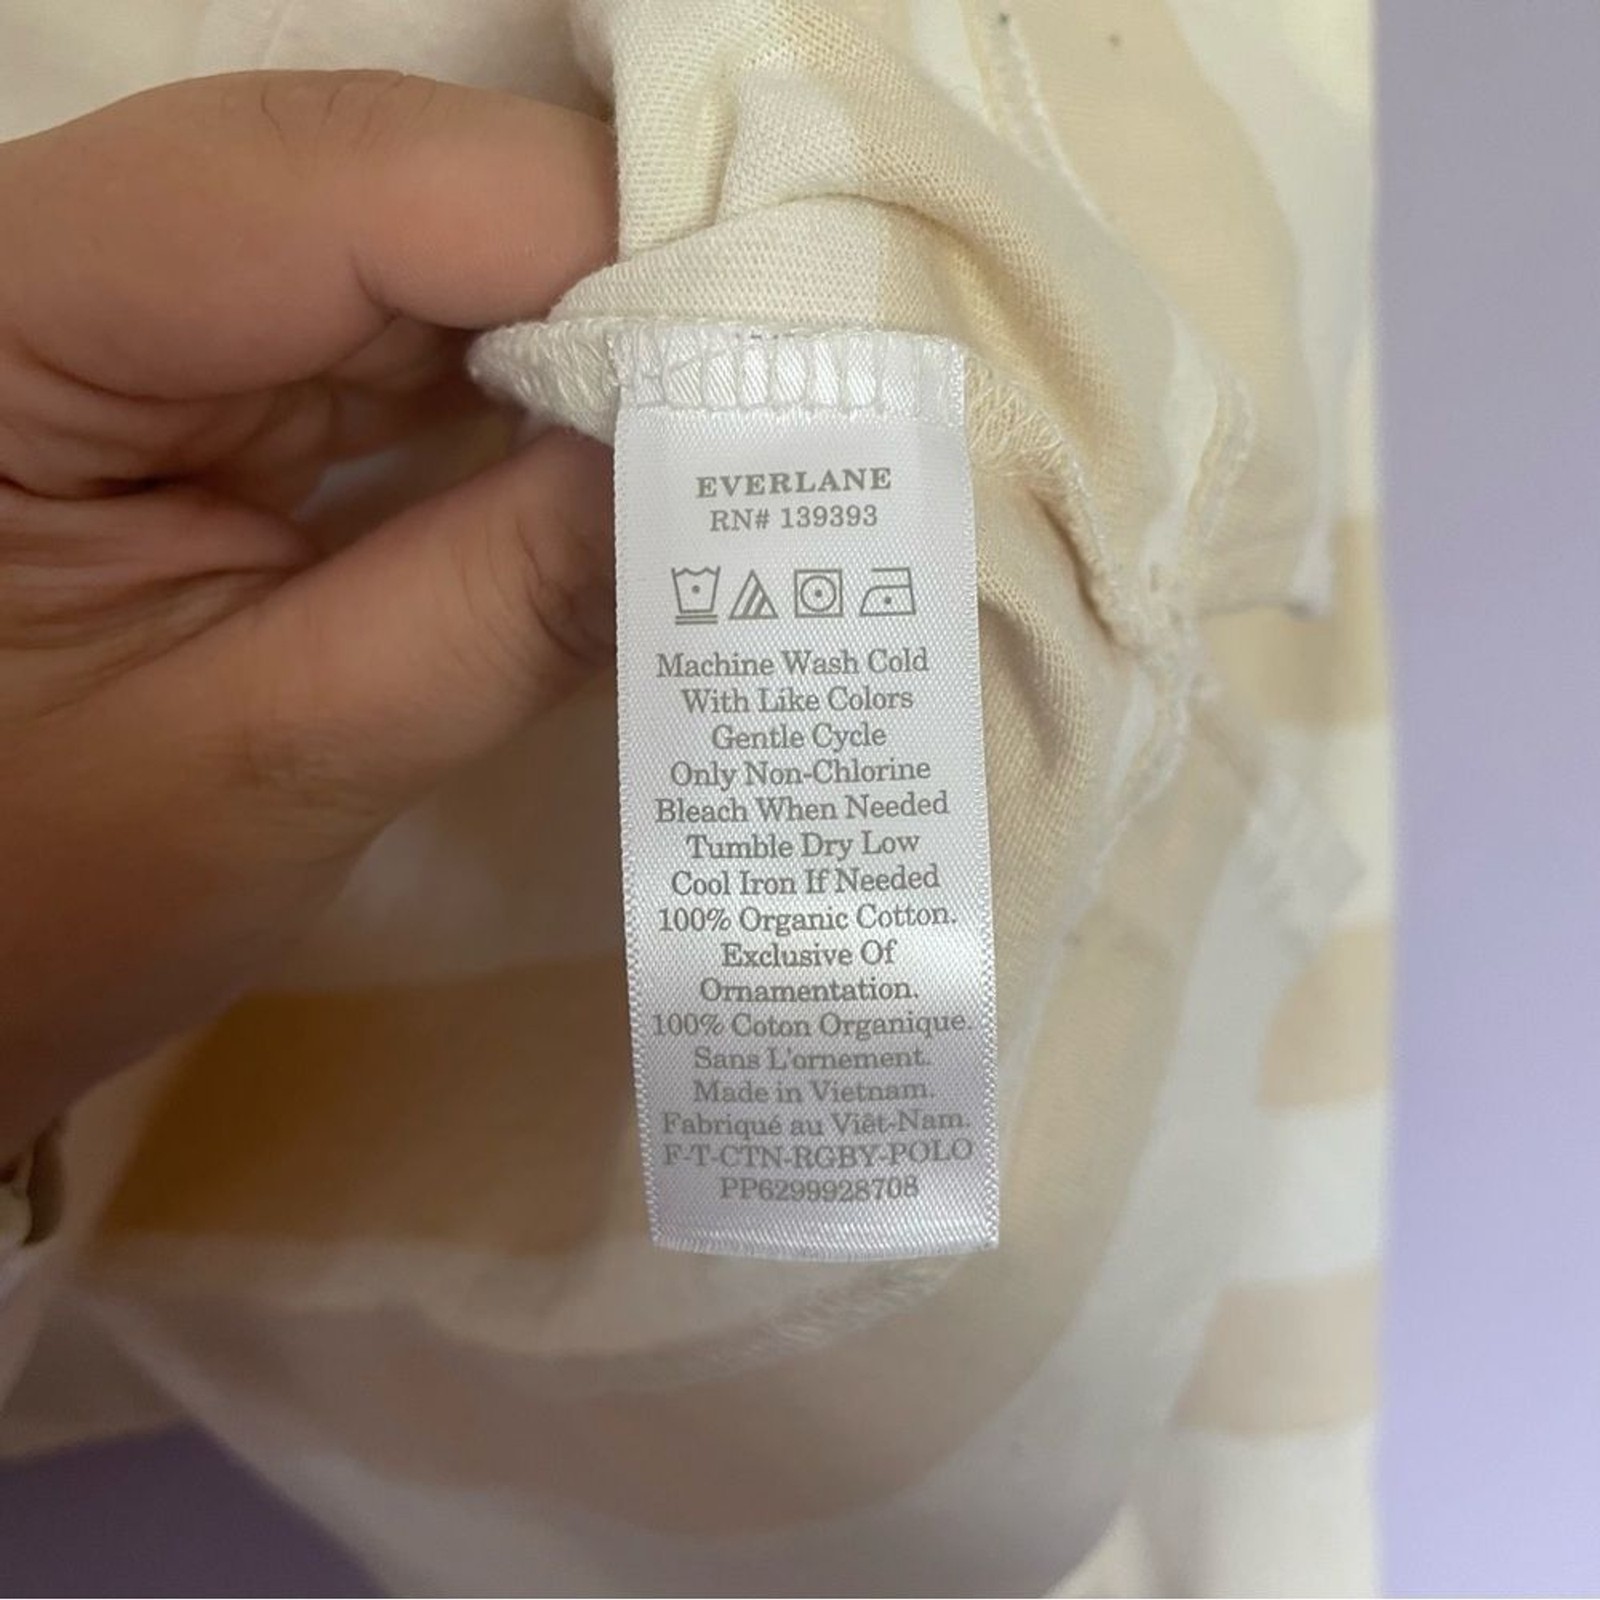 EVERLANE
RN# 139393
Machine Wash Cold
With Like Colors
Gentle Cycle
Only Non-Chlorine
Bleach When Needed
Tumble Dry Low
Cool Iron If Needed
100% Organic Cotton.
Exclusive Of
Ornamentation.
100% Coton Organique.
Sans L'ornement.
Made in Vietnam.
Fabriqué au Viêt-Nam.
F-T-CTN-RGBY-POLO
PP6299928708